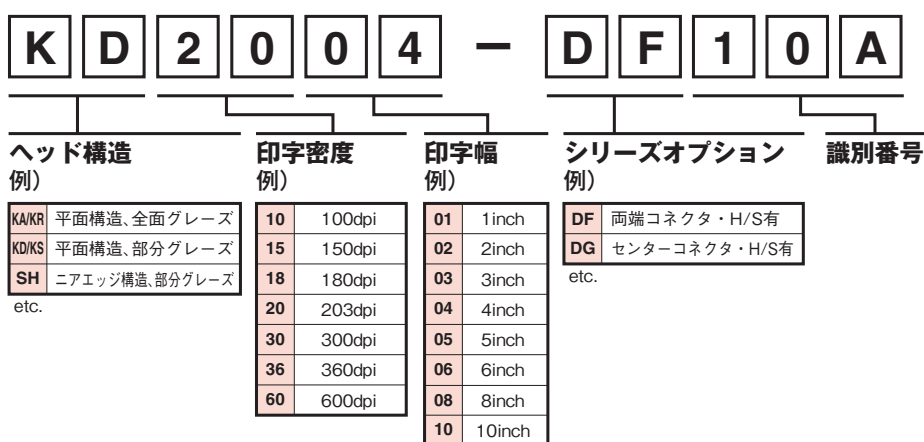 KD2004-DF10A
ヘッド構造
例）
KA/KR 平面構造、全面グレーズ
KD/KS 平面構造、部分グレーズ
SH ニアエッジ構造、部分グレーズ
etc.
印字密度
例）
10 100dpi
15 150dpi
18 180dpi
20 203dpi
30 300dpi
36 360dpi
60 600dpi
印字幅
例）
01 1inch
02 2inch
03 3inch
04 4inch
05 5inch
06 6inch
08 8inch
10 10inch
シリーズオプション
例）
DF 両端コネクタ・H/S有
DG センターコネクタ・H/S有
etc.
識別番号